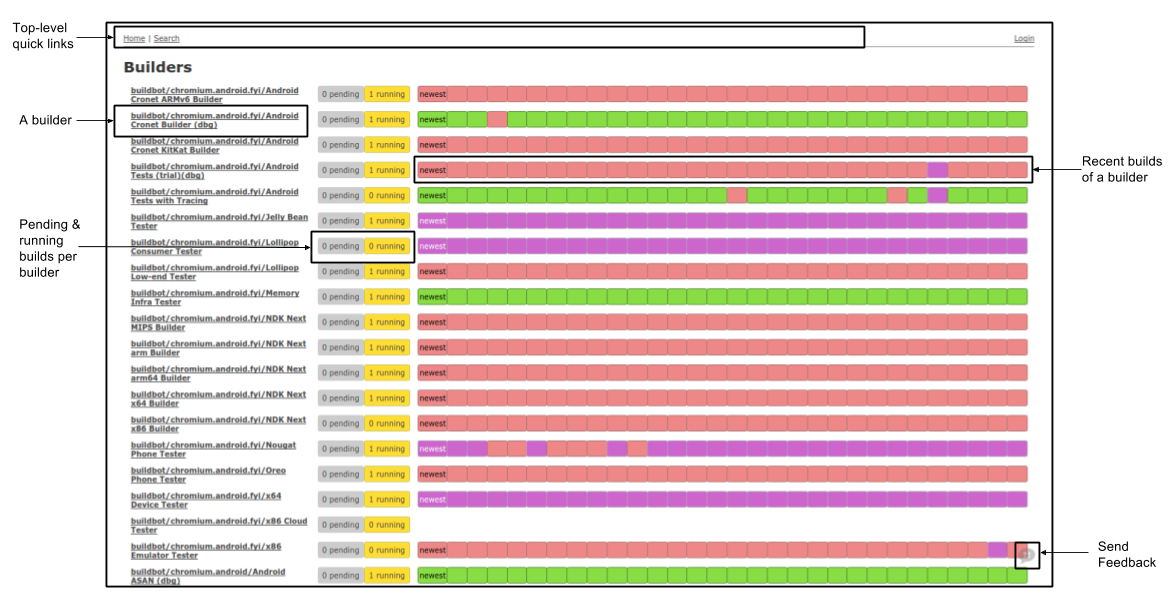 Top-level
quick links
Home | Search
Login
Builders
buildbot/chromium.android.fyi/Android
Cronet ARMv6 Builder
0 pending 1 running newest
A builder
buildbot/chromium.android.fyi/Android
Cronet Builder (dbg)
0 pending 1 running newest
buildbot/chromium.android.fyi/Android
Cronet KitKat Builder
0 pending 1 running newest
buildbot/chromium.android.fyi/Android
Tests (trial)(dbg)
0 pending 1 running newest
Recent builds
of a builder
buildbot/chromium.android.fyi/Android
Tests with Tracing
0 pending 0 running newest
buildbot/chromium.android.fyi/Jelly Bean
Tester
0 pending 1 running newest
Pending &
running
builds per
builder
buildbot/chromium.android.fyi/Lollipop
Consumer Tester
0 pending 0 running newest
buildbot/chromium.android.fyi/Lollipop
Low-end Tester
0 pending 1 running newest
buildbot/chromium.android.fyi/Memory
Infra Tester
0 pending 1 running newest
buildbot/chromium.android.fyi/NDK Next
MIPS Builder
0 pending 1 running newest
buildbot/chromium.android.fyi/NDK Next
arm Builder
0 pending 1 running newest
buildbot/chromium.android.fyi/NDK Next
arm64 Builder
0 pending 1 running newest
buildbot/chromium.android.fyi/NDK Next
x64 Builder
0 pending 1 running newest
buildbot/chromium.android.fyi/NDK Next
x86 Builder
0 pending 0 running newest
buildbot/chromium.android.fyi/Nougat
Phone Tester
0 pending 1 running newest
buildbot/chromium.android.fyi/Oreo
Phone Tester
0 pending 1 running newest
buildbot/chromium.android.fyi/x64
Device Tester
0 pending 1 running newest
buildbot/chromium.android.fyi/x86 Cloud
Tester
0 pending 0 running
buildbot/chromium.android.fyi/x86
Emulator Tester
0 pending 0 running newest
Send
Feedback
buildbot/chromium.android/Android
ASAN (dbg)
0 pending 1 running newest